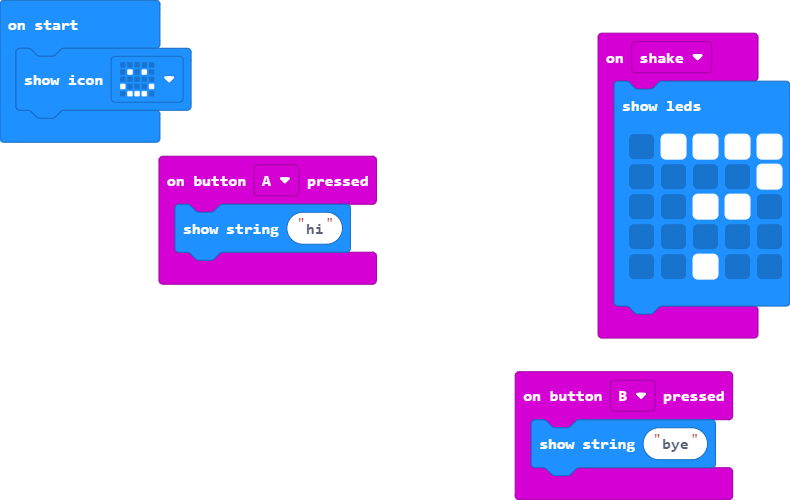 on start
show icon
on button A pressed
show string "hi"
on shake
show leds
on button B pressed
show string "bye"